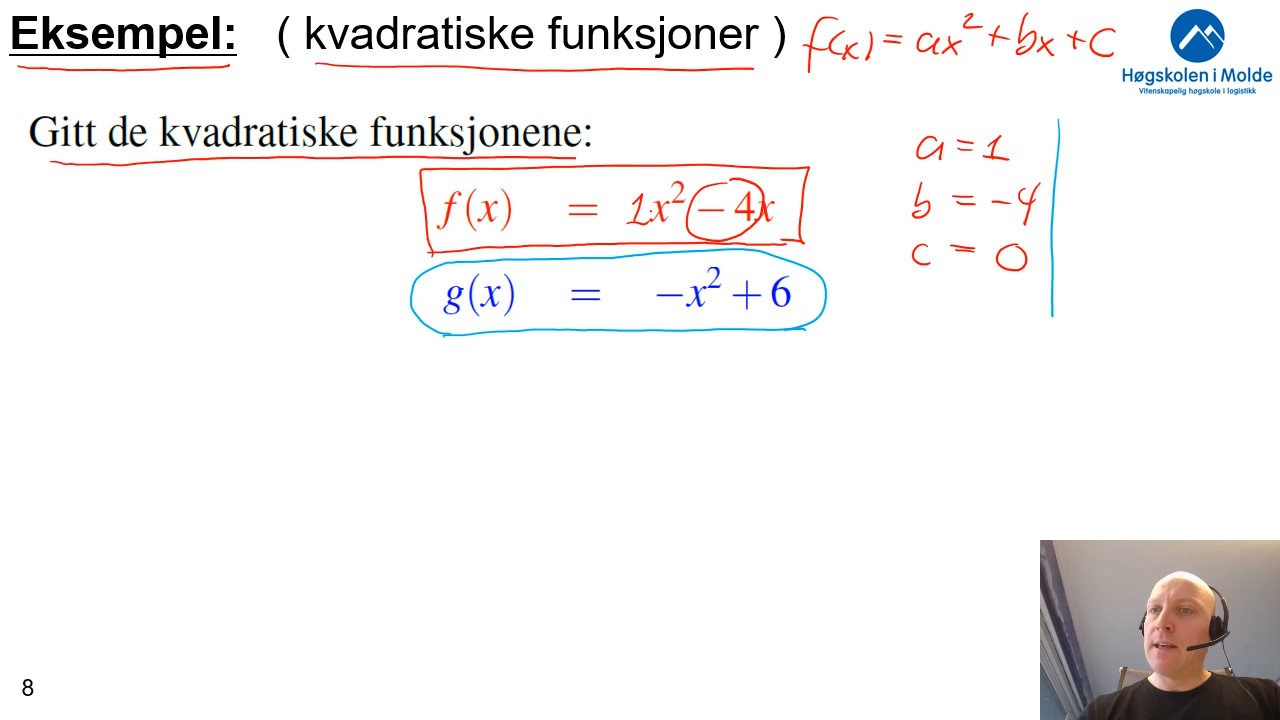 Eksempel: ( kvadratiske funksjoner ) f(x) = ax² + bx + c
Høgskolen i Molde
Vitenskapelig høgskole i logistikk
Gitt de kvadratiske funksjonene:
f(x) = 1x² − 4x
g(x) = −x² + 6
a = 1
b = −4
c = 0
8